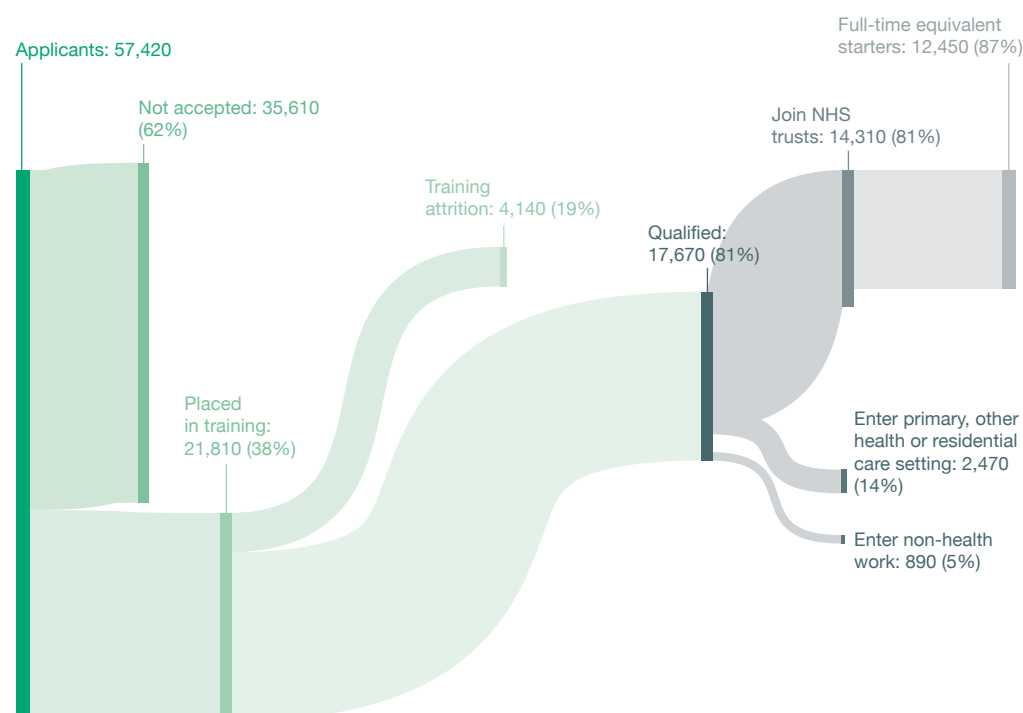 Full-time equivalent
starters: 12,450 (87%)
Applicants: 57,420
Not accepted: 35,610
(62%)
Join NHS
trusts: 14,310 (81%)
Training
attrition: 4,140 (19%)
Qualified:
17,670 (81%)
Placed
in training:
21,810 (38%)
Enter primary, other
health or residential
care setting: 2,470
(14%)
Enter non-health
work: 890 (5%)